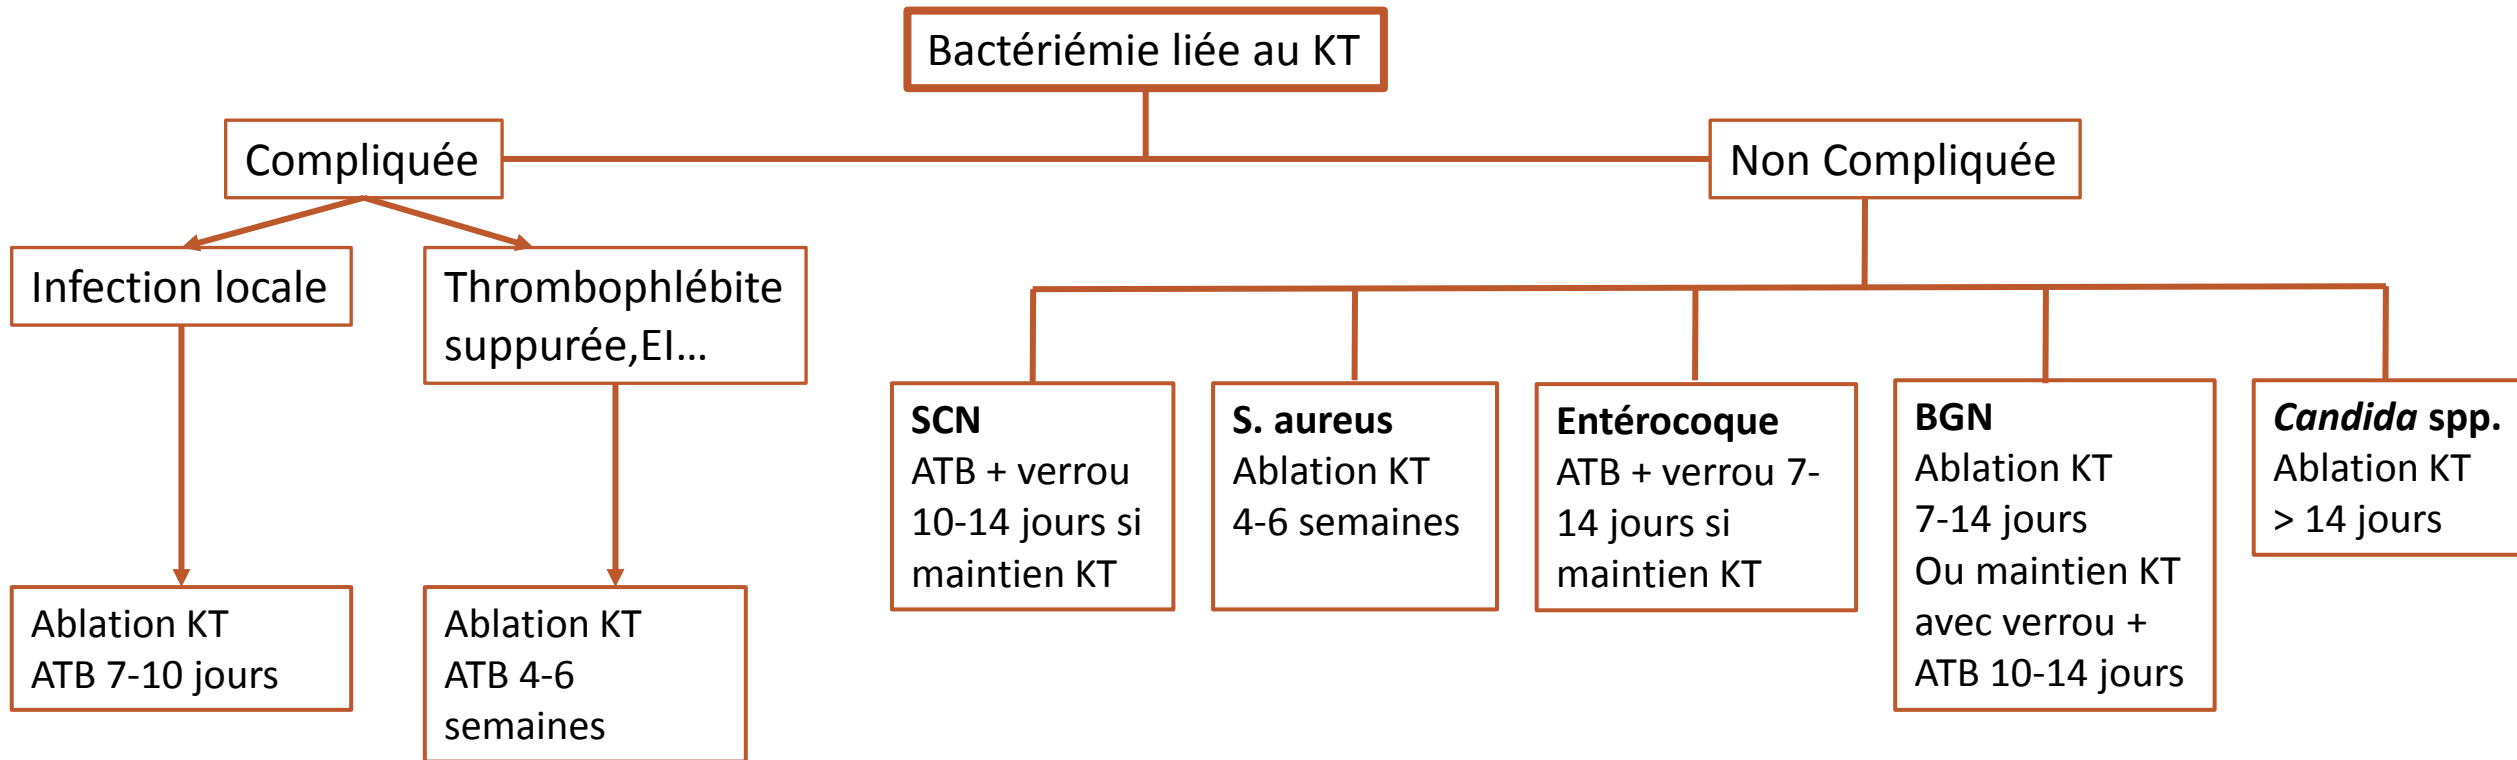 Bactériémie liée au KT
Compliquée
Non Compliquée
Infection locale
Thrombophlébite
suppurée,EI...
Ablation KT
ATB 7-10 jours
Ablation KT
ATB 4-6
semaines
SCN
ATB + verrou
10-14 jours si
maintien KT
S. aureus
Ablation KT
4-6 semaines
Entérocoque
ATB + verrou 7-
14 jours si
maintien KT
BGN
Ablation KT
7-14 jours
Ou maintien KT
avec verrou +
ATB 10-14 jours
Candida spp.
Ablation KT
> 14 jours